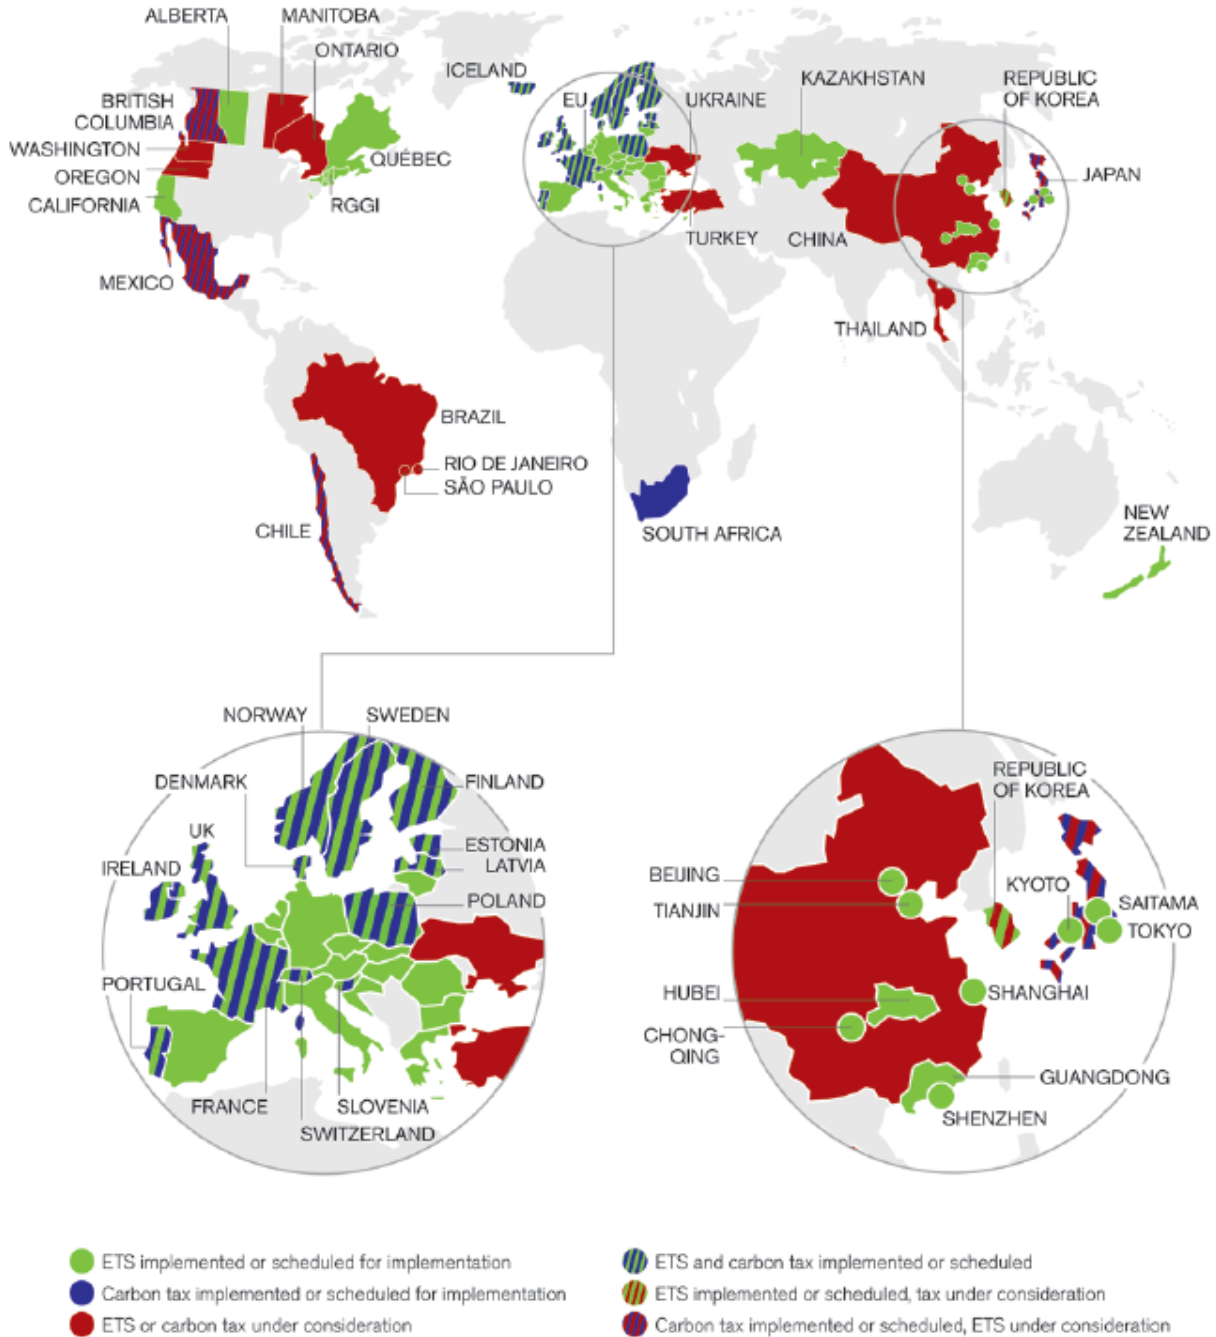 ALBERTA
MANITOBA
ONTARIO
ICELAND
EU
UKRAINE
KAZAKHSTAN
REPUBLIC
OF KOREA
BRITISH
COLUMBIA
WASHINGTON
OREGON
CALIFORNIA
QUÉBEC
RGGI
JAPAN
TURKEY
CHINA
MEXICO
THAILAND
BRAZIL
RIO DE JANEIRO
SÃO PAULO
CHILE
SOUTH AFRICA
NEW
ZEALAND
NORWAY
SWEDEN
DENMARK
FINLAND
UK
ESTONIA
LATVIA
IRELAND
POLAND
PORTUGAL
FRANCE
SLOVENIA
SWITZERLAND
REPUBLIC
OF KOREA
BEIJING
KYOTO
TIANJIN
SAITAMA
TOKYO
HUBEI
SHANGHAI
CHONG-
QING
GUANGDONG
SHENZHEN
ETS implemented or scheduled for implementation
Carbon tax implemented or scheduled for implementation
ETS or carbon tax under consideration
ETS and carbon tax implemented or scheduled
ETS implemented or scheduled, tax under consideration
Carbon tax implemented or scheduled, ETS under consideration